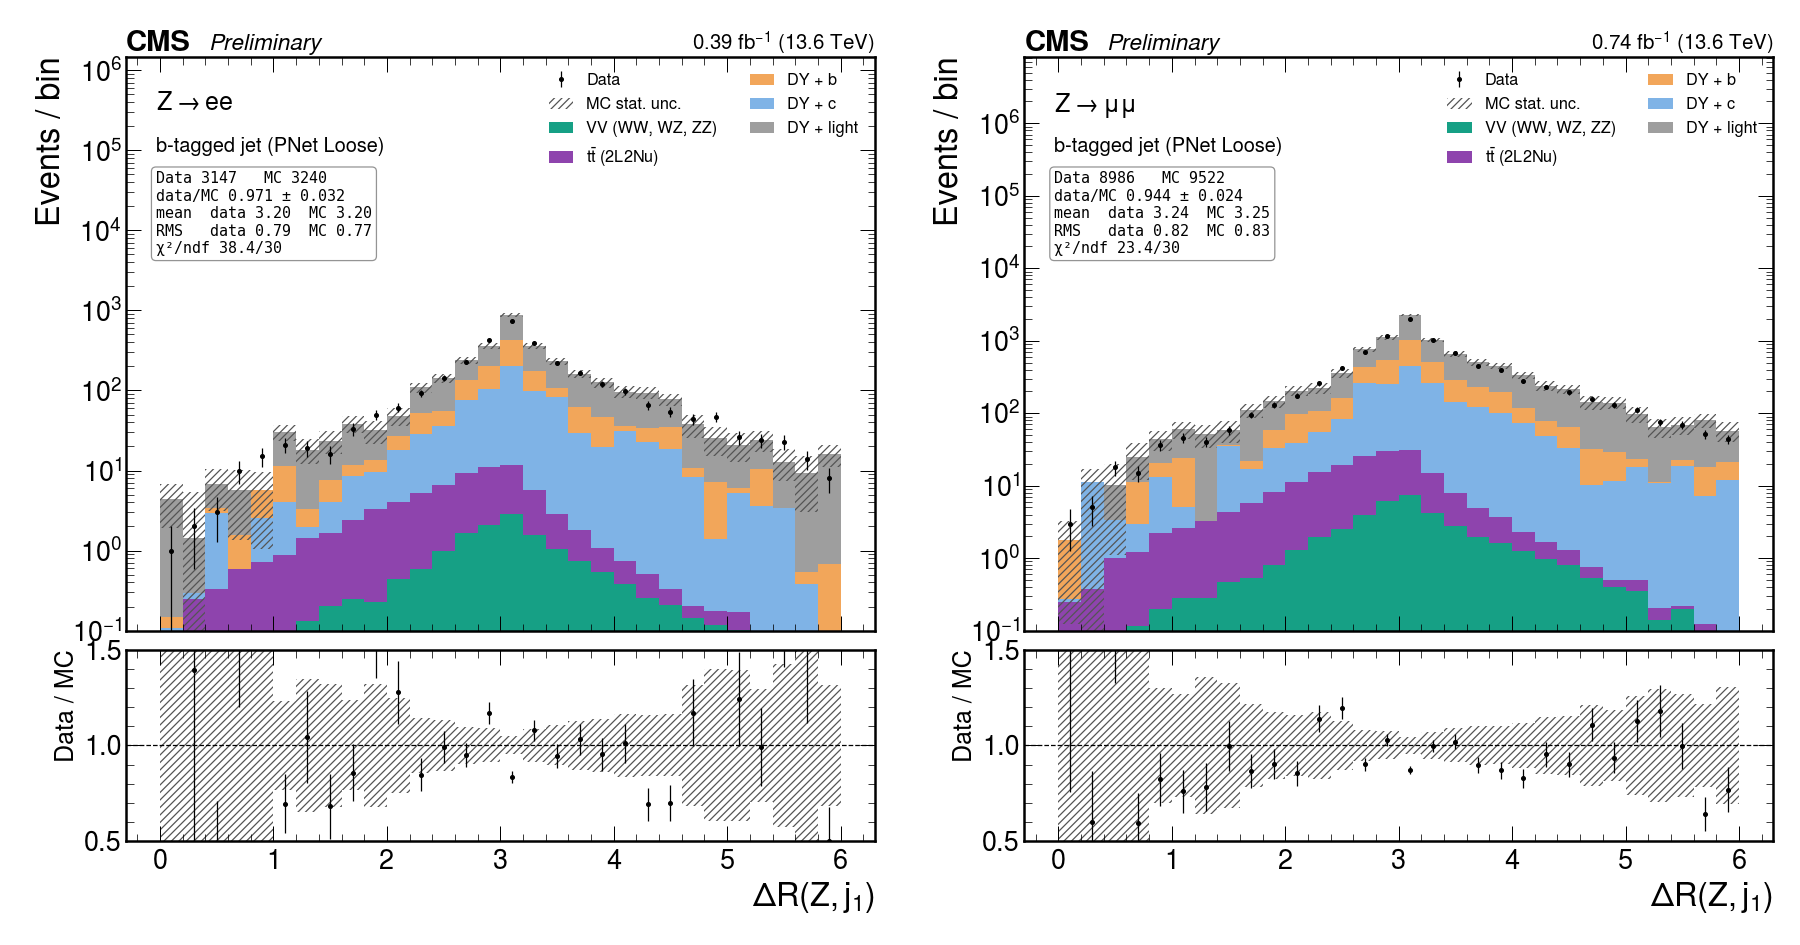 CMS Preliminary 0.39 fb⁻¹ (13.6 TeV)
Events / bin
10⁶
10⁵
10⁴
10³
10²
10¹
10⁰
10⁻¹
Z → ee
b-tagged jet (PNet Loose)
Data 3147 MC 3240
data/MC 0.971 ± 0.032
mean data 3.20 MC 3.20
RMS data 0.79 MC 0.77
χ²/ndf 38.4/30
Data
MC stat. unc.
VV (WW, WZ, ZZ)
tt̄ (2L2Nu)
DY + b
DY + c
DY + light
Data / MC
1.5
1.0
0.5
0 1 2 3 4 5 6
ΔR(Z, j₁)
CMS Preliminary 0.74 fb⁻¹ (13.6 TeV)
Events / bin
10⁶
10⁵
10⁴
10³
10²
10¹
10⁰
10⁻¹
Z → μμ
b-tagged jet (PNet Loose)
Data 8986 MC 9522
data/MC 0.944 ± 0.024
mean data 3.24 MC 3.25
RMS data 0.82 MC 0.83
χ²/ndf 23.4/30
Data
MC stat. unc.
VV (WW, WZ, ZZ)
tt̄ (2L2Nu)
DY + b
DY + c
DY + light
Data / MC
1.5
1.0
0.5
0 1 2 3 4 5 6
ΔR(Z, j₁)